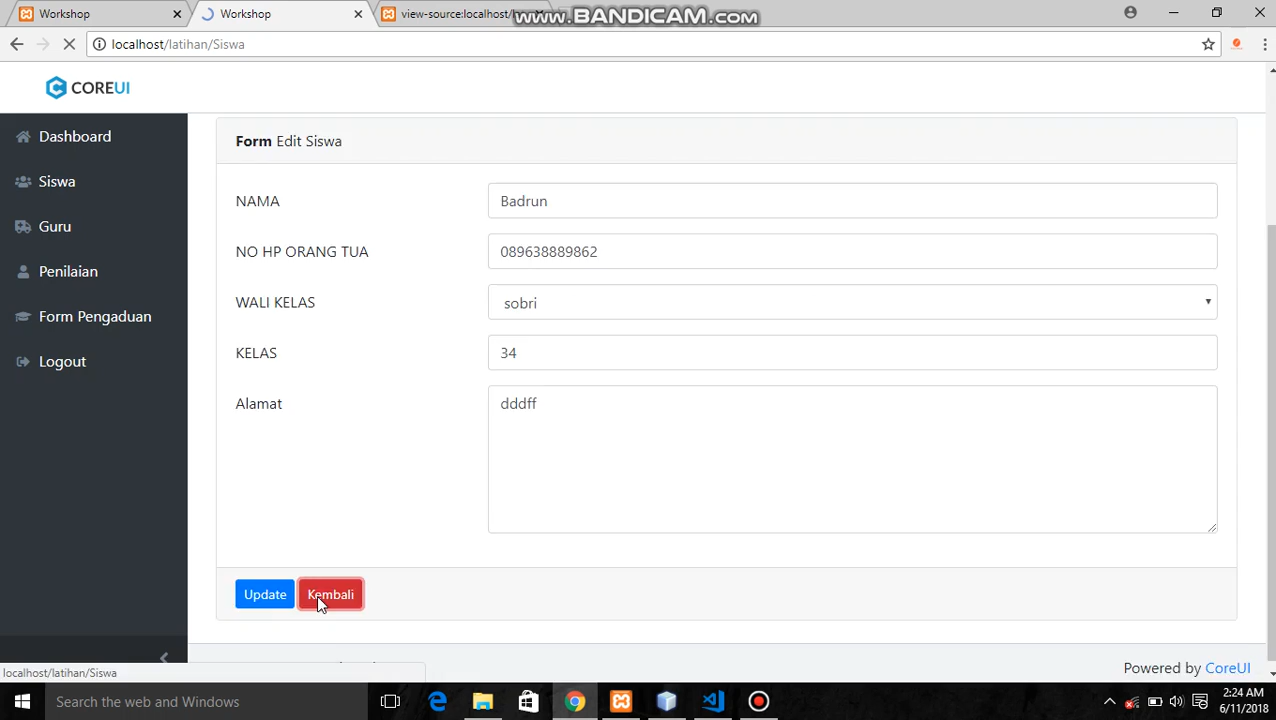 Workshop
Workshop
view-source:localhost/
www.BANDICAM.com
localhost/latihan/Siswa
COREUI
Dashboard
Siswa
Guru
Penilaian
Form Pengaduan
Logout
Form Edit Siswa
NAMA
Badrun
NO HP ORANG TUA
089638889862
WALI KELAS
sobri
KELAS
34
Alamat
dddff
Update
Kembali
localhost/latihan/Siswa
Powered by CoreUI
Search the web and Windows
2:24 AM
6/11/2018